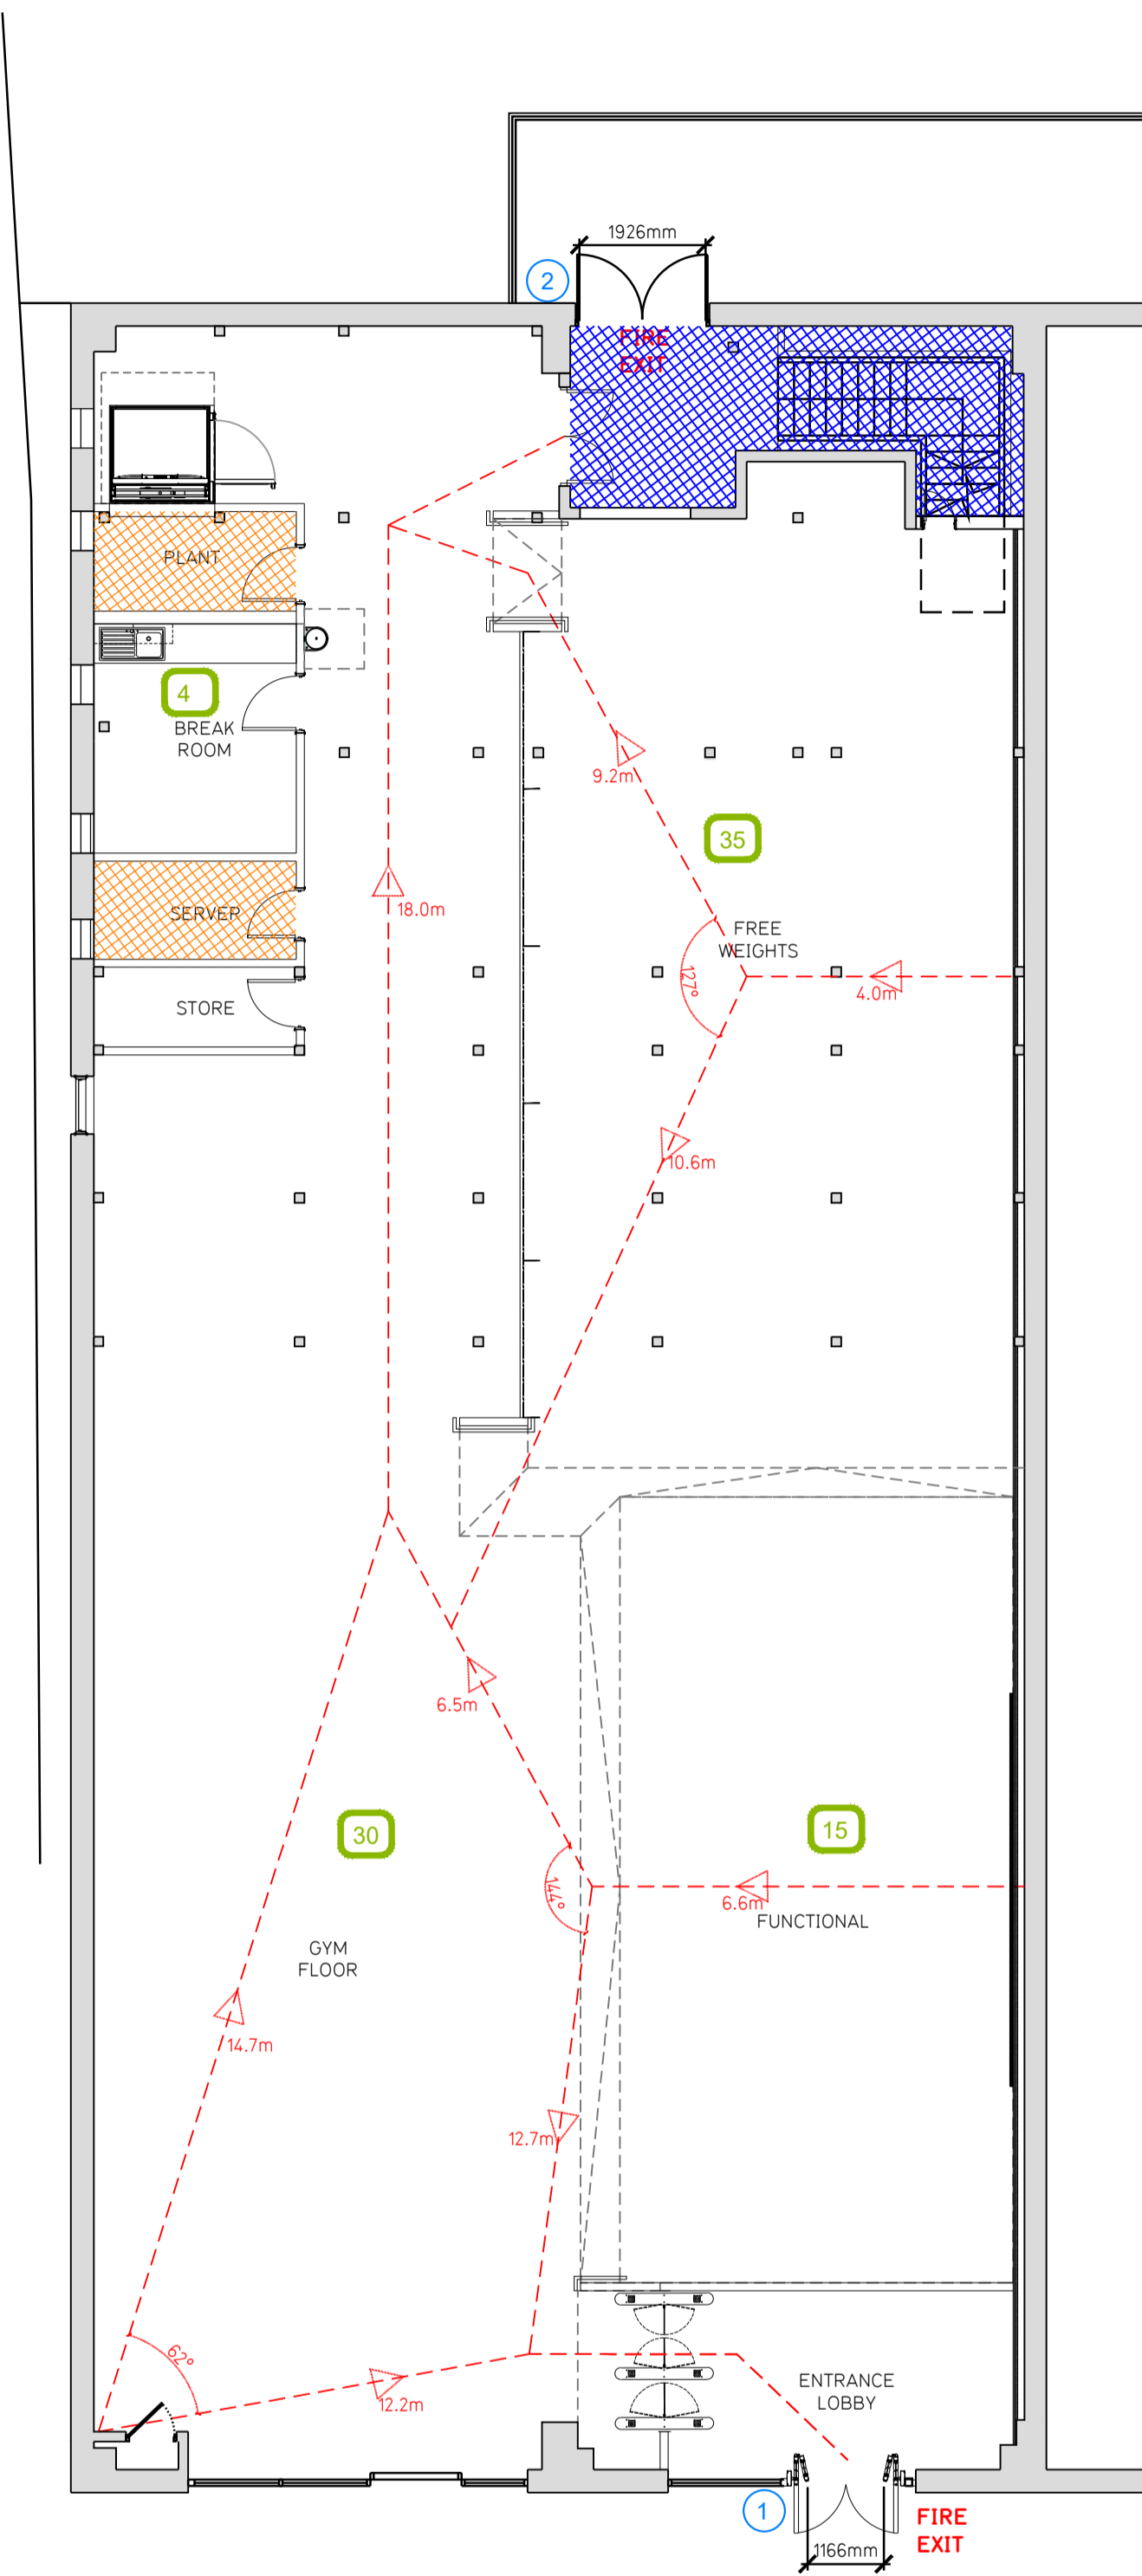 1926mm
2
FIRE
EXIT
PLANT
4
BREAK
ROOM
9.2m
35
18.0m
SERVER
FREE
WEIGHTS
127°
4.0m
STORE
10.6m
6.5m
30
15
144°
6.6m
FUNCTIONAL
GYM
FLOOR
14.7m
12.7m
62°
12.2m
ENTRANCE
LOBBY
1
FIRE
EXIT
1166mm